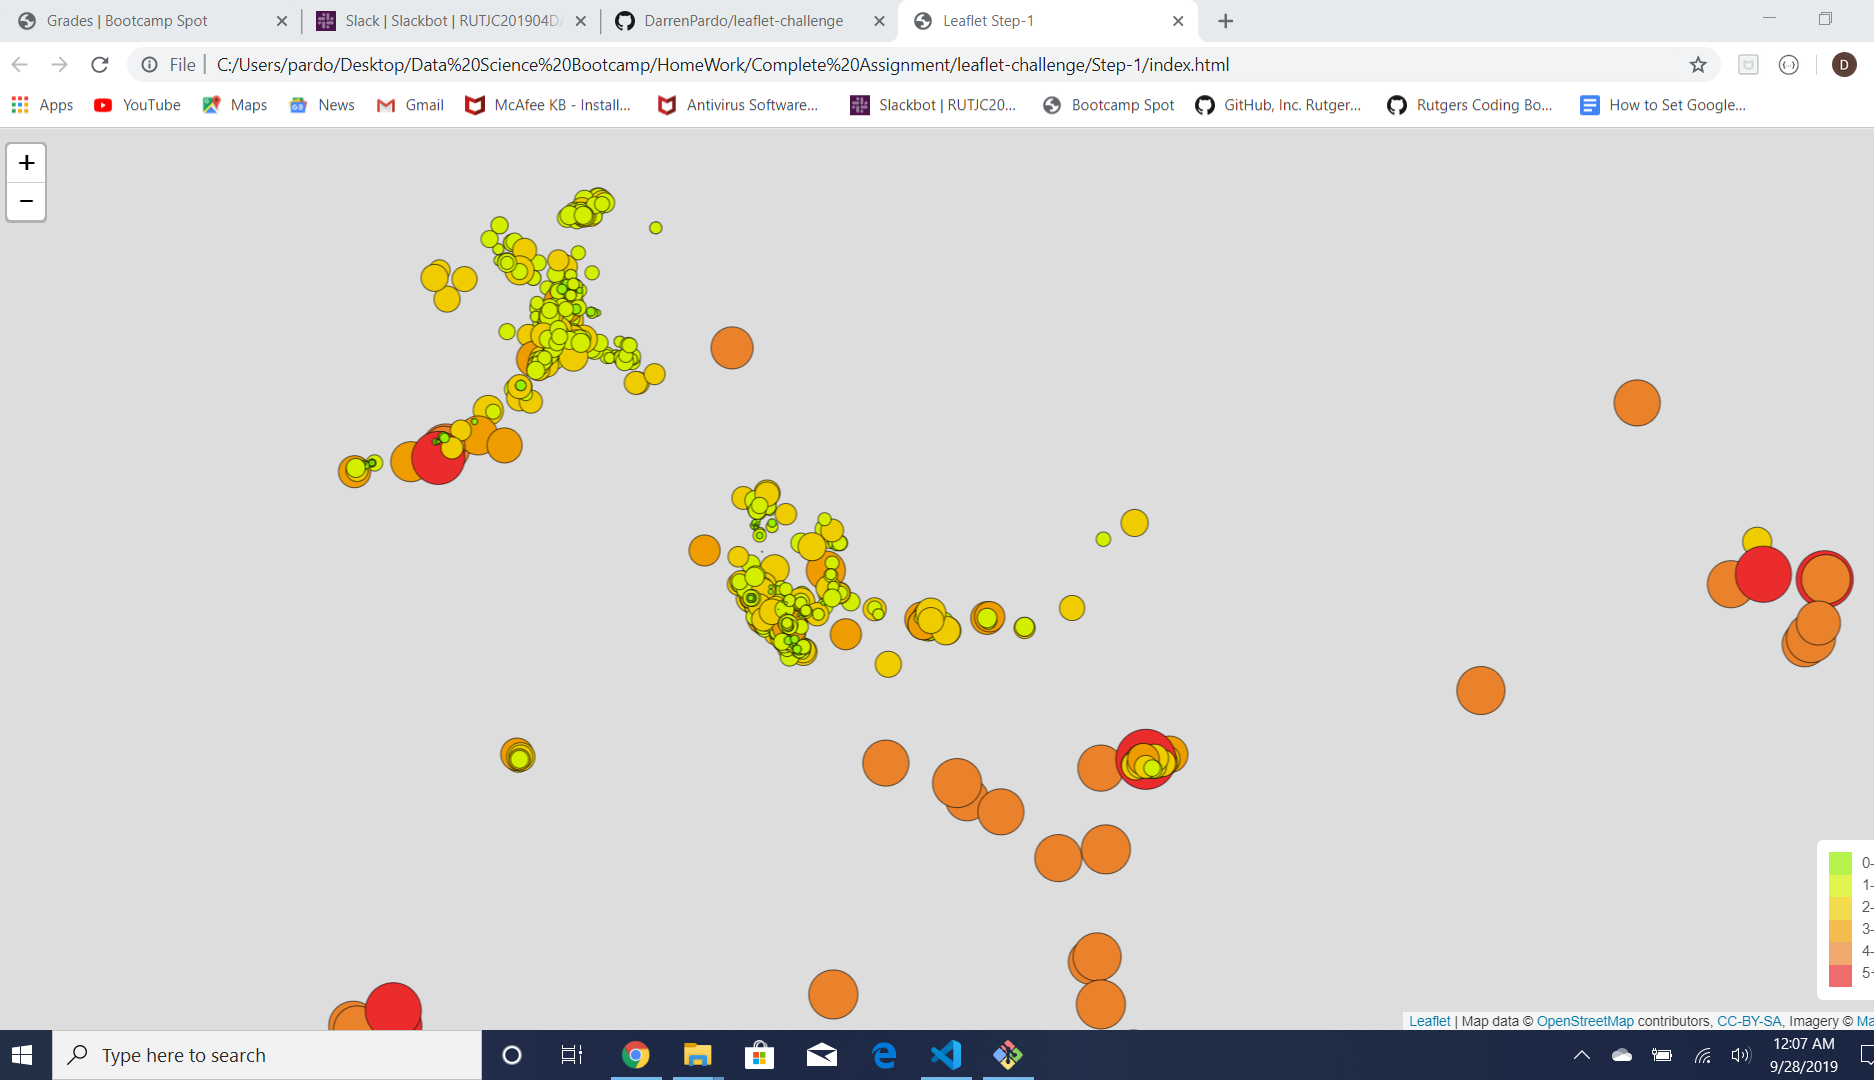 Grades | Bootcamp Spot
Slack | Slackbot | RUTJC201904DA
DarrenPardo/leaflet-challenge
Leaflet Step-1
File | C:/Users/pardo/Desktop/Data%20Science%20Bootcamp/HomeWork/Complete%20Assignment/leaflet-challenge/Step-1/index.html
D
Apps
YouTube
Maps
News
Gmail
McAfee KB - Install...
Antivirus Software...
Slackbot | RUTJC20...
Bootcamp Spot
GitHub, Inc. Rutger...
Rutgers Coding Bo...
How to Set Google...
+
−
0-
1-
2-
3-
4-
5+
Leaflet | Map data © OpenStreetMap contributors, CC-BY-SA, Imagery © Ma
Type here to search
12:07 AM
9/28/2019